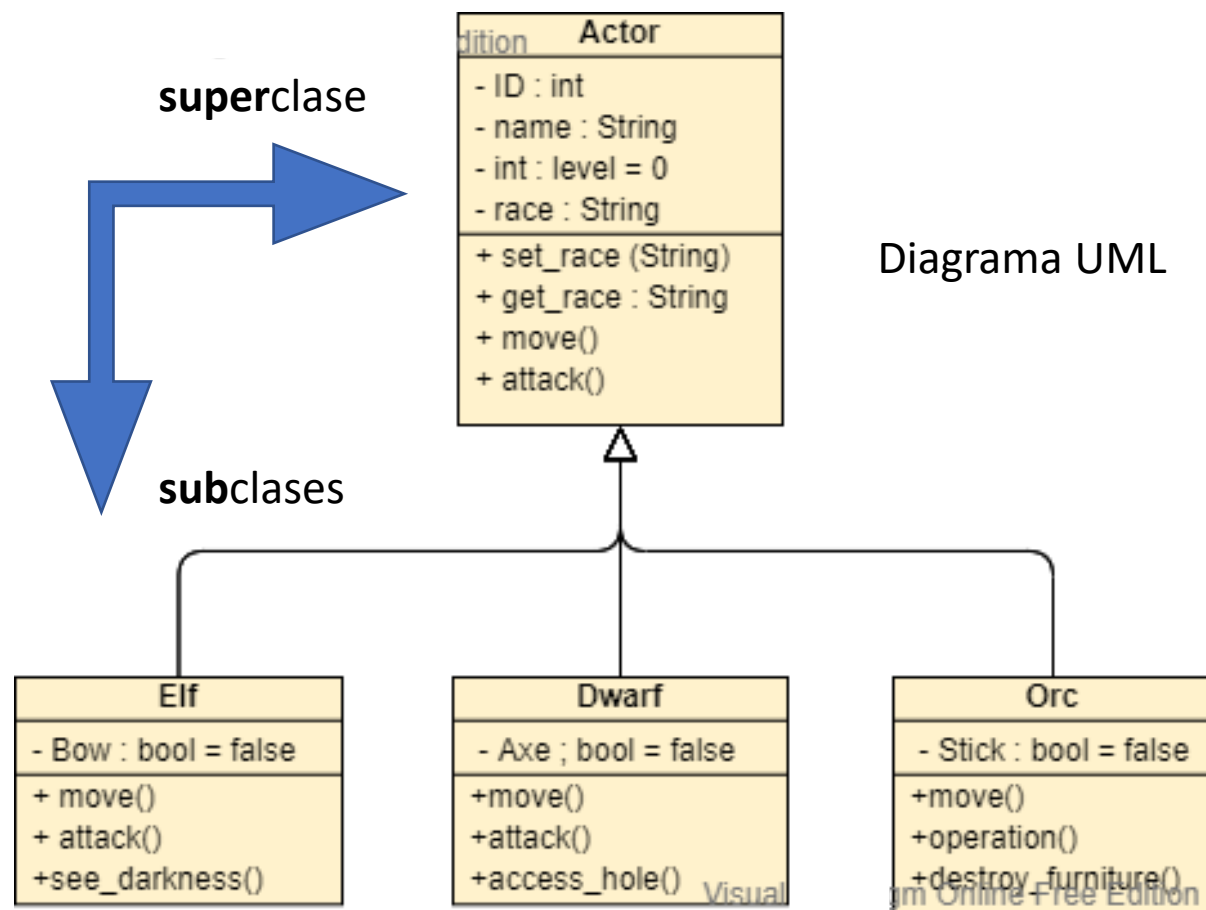 Actor
dition
superclase
- ID : int
- name : String
- int : level = 0
- race : String
+ set_race (String)
+ get_race : String
+ move()
+ attack()
Diagrama UML
subclases
Elf
- Bow : bool = false
+ move()
+ attack()
+see_darkness()
Dwarf
- Axe ; bool = false
+move()
+attack()
+access_hole()
Visual
Orc
- Stick : bool = false
+move()
+operation()
+destroy_furniture()
gm Online Free Edition